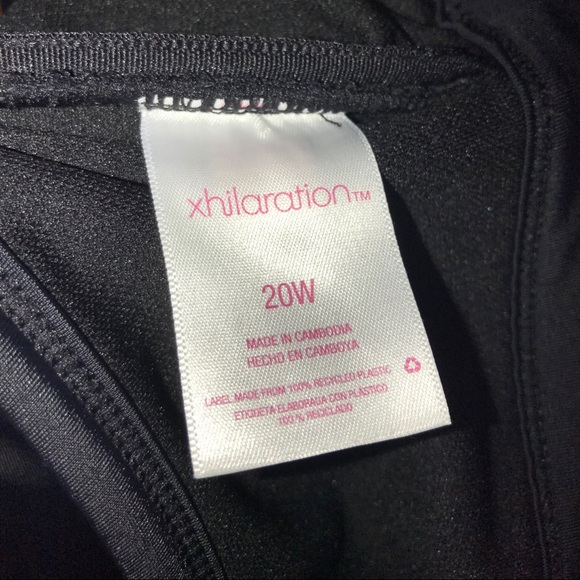 xhilaration™
20W
MADE IN CAMBODIA
HECHO EN CAMBOYA
LABEL MADE FROM 100% RECYCLED PLASTIC
ETIQUETA ELABORADA CON PLÁSTICO
100% RECICLADO